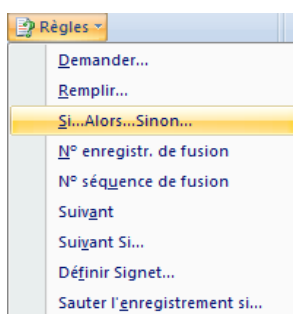 Règles
Demander...
Remplir...
Si...Alors...Sinon...
N° enregistr. de fusion
N° séquence de fusion
Suivant
Suivant Si...
Définir Signet...
Sauter l'enregistrement si...